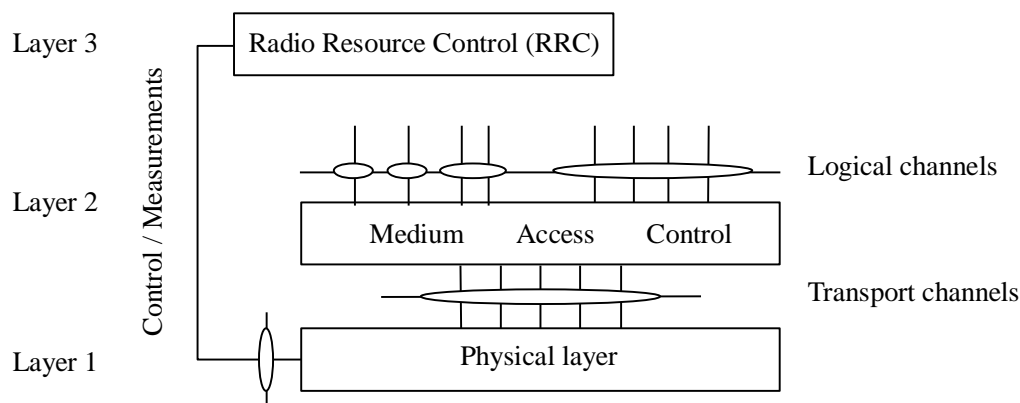 Layer 3
Radio Resource Control (RRC)
Control / Measurements
Logical channels
Layer 2
Medium Access Control
Transport channels
Layer 1
Physical layer